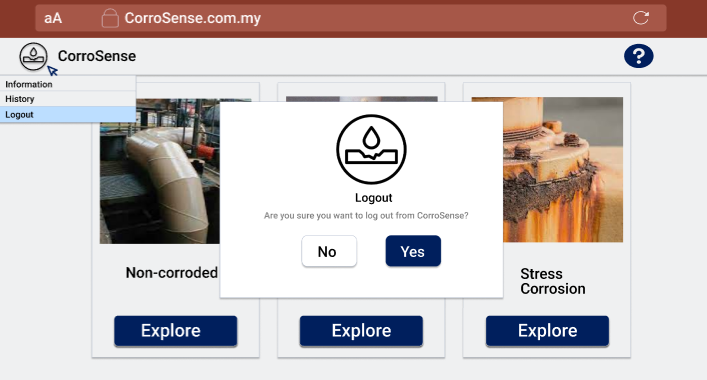 aA
CorroSense.com.my
CorroSense
?
Information
History
Logout
Logout
Are you sure you want to log out from CorroSense?
No
Yes
Non-corroded
Stress
Corrosion
Explore
Explore
Explore